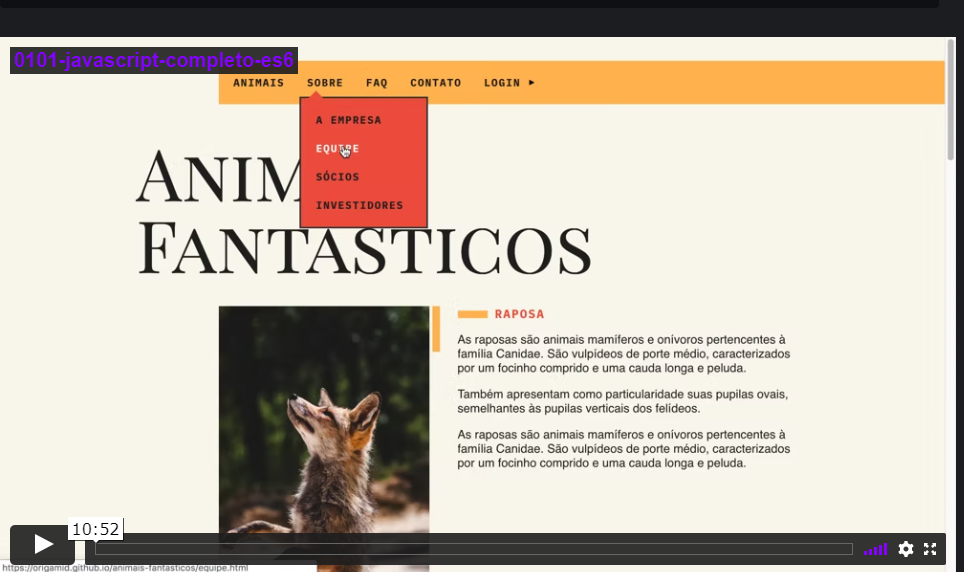 0101-javascript-completo-es6
ANIMAIS SOBRE FAQ CONTATO LOGIN ▸
A EMPRESA
EQUIPE
SÓCIOS
INVESTIDORES
FANTASTICOS
RAPOSA
As raposas são animais mamíferos e onívoros pertencentes à
família Canidae. São vulpídeos de porte médio, caracterizados
por um focinho comprido e uma cauda longa e peluda.
Também apresentam como particularidade suas pupilas ovais,
semelhantes às pupilas verticais dos felídeos.
As raposas são animais mamíferos e onívoros pertencentes à
família Canidae. São vulpídeos de porte médio, caracterizados
por um focinho comprido e uma cauda longa e peluda.
10:52
https://origamid.github.io/animais-fantasticos/equipe.html